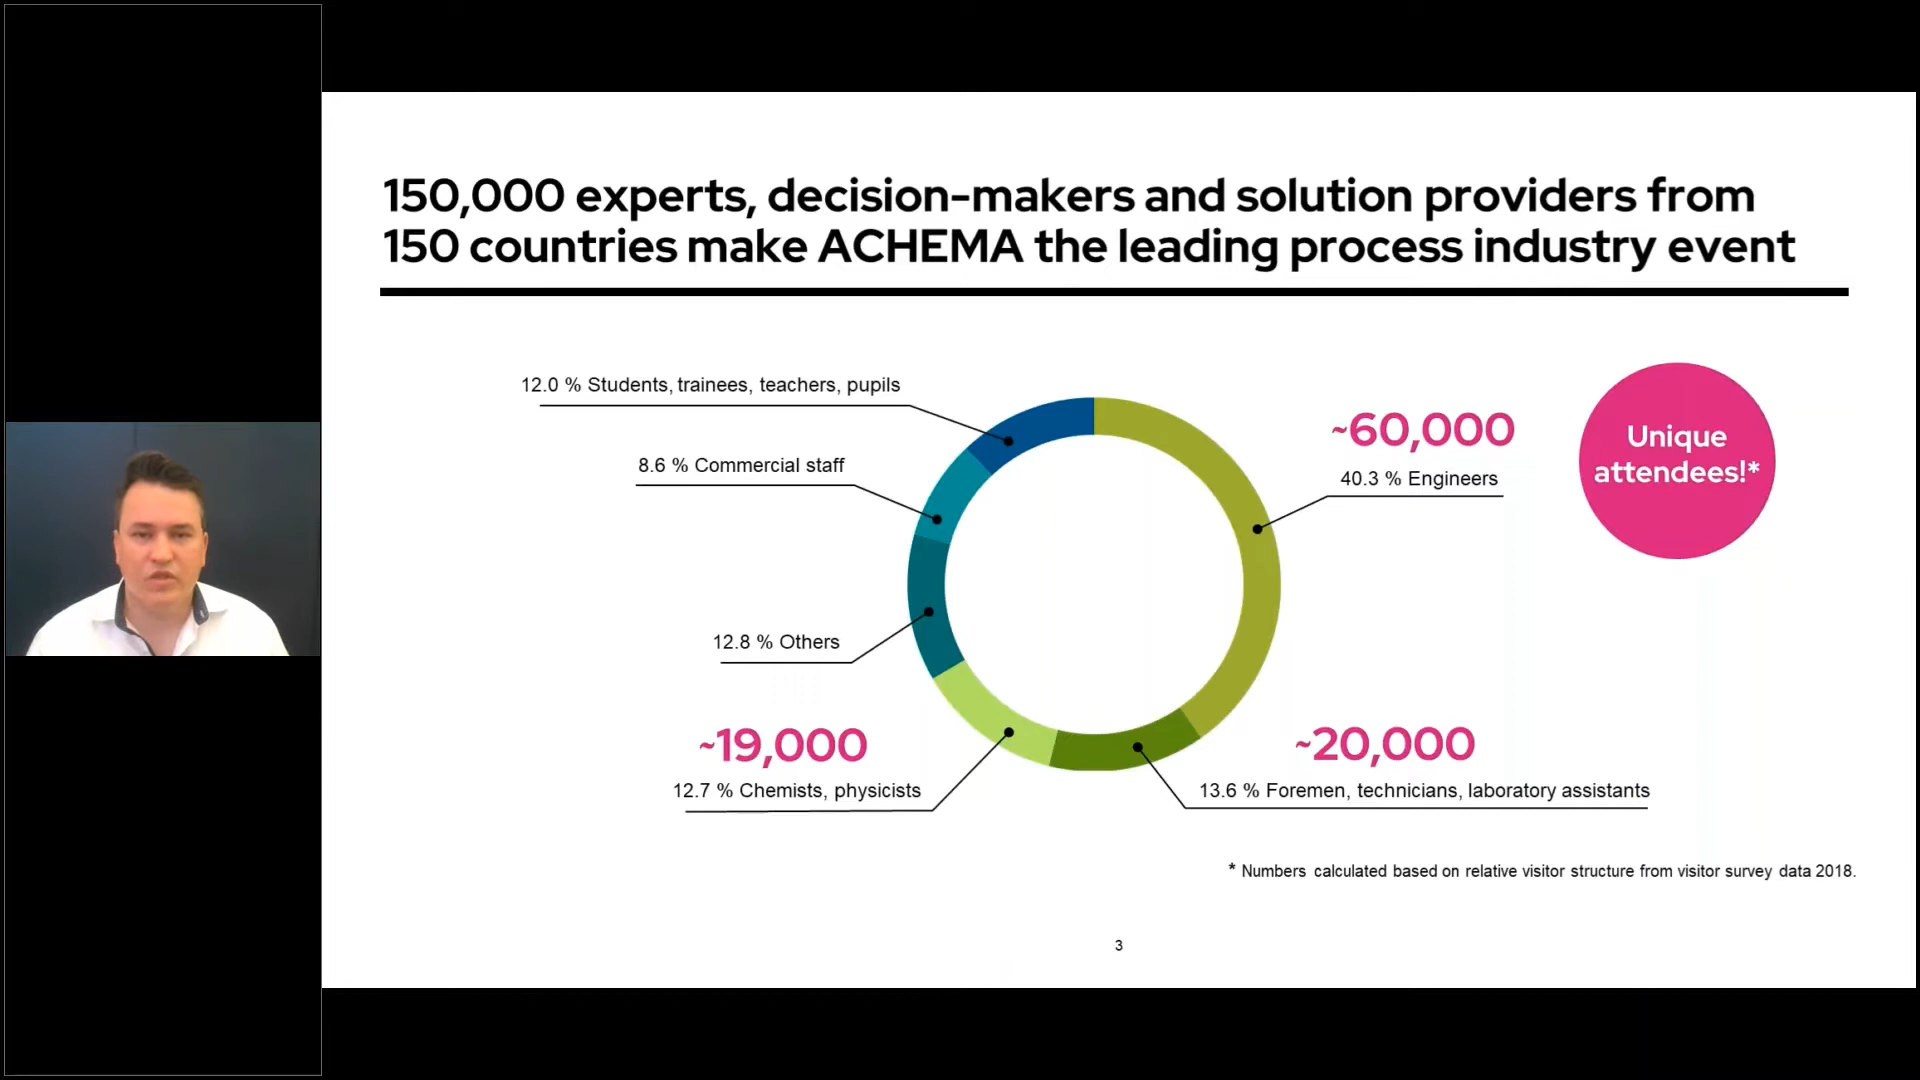 150,000 experts, decision-makers and solution providers from
150 countries make ACHEMA the leading process industry event
12.0 % Students, trainees, teachers, pupils
8.6 % Commercial staff
12.8 % Others
~19,000
12.7 % Chemists, physicists
~60,000
40.3 % Engineers
Unique
attendees!*
~20,000
13.6 % Foremen, technicians, laboratory assistants
* Numbers calculated based on relative visitor structure from visitor survey data 2018.
3